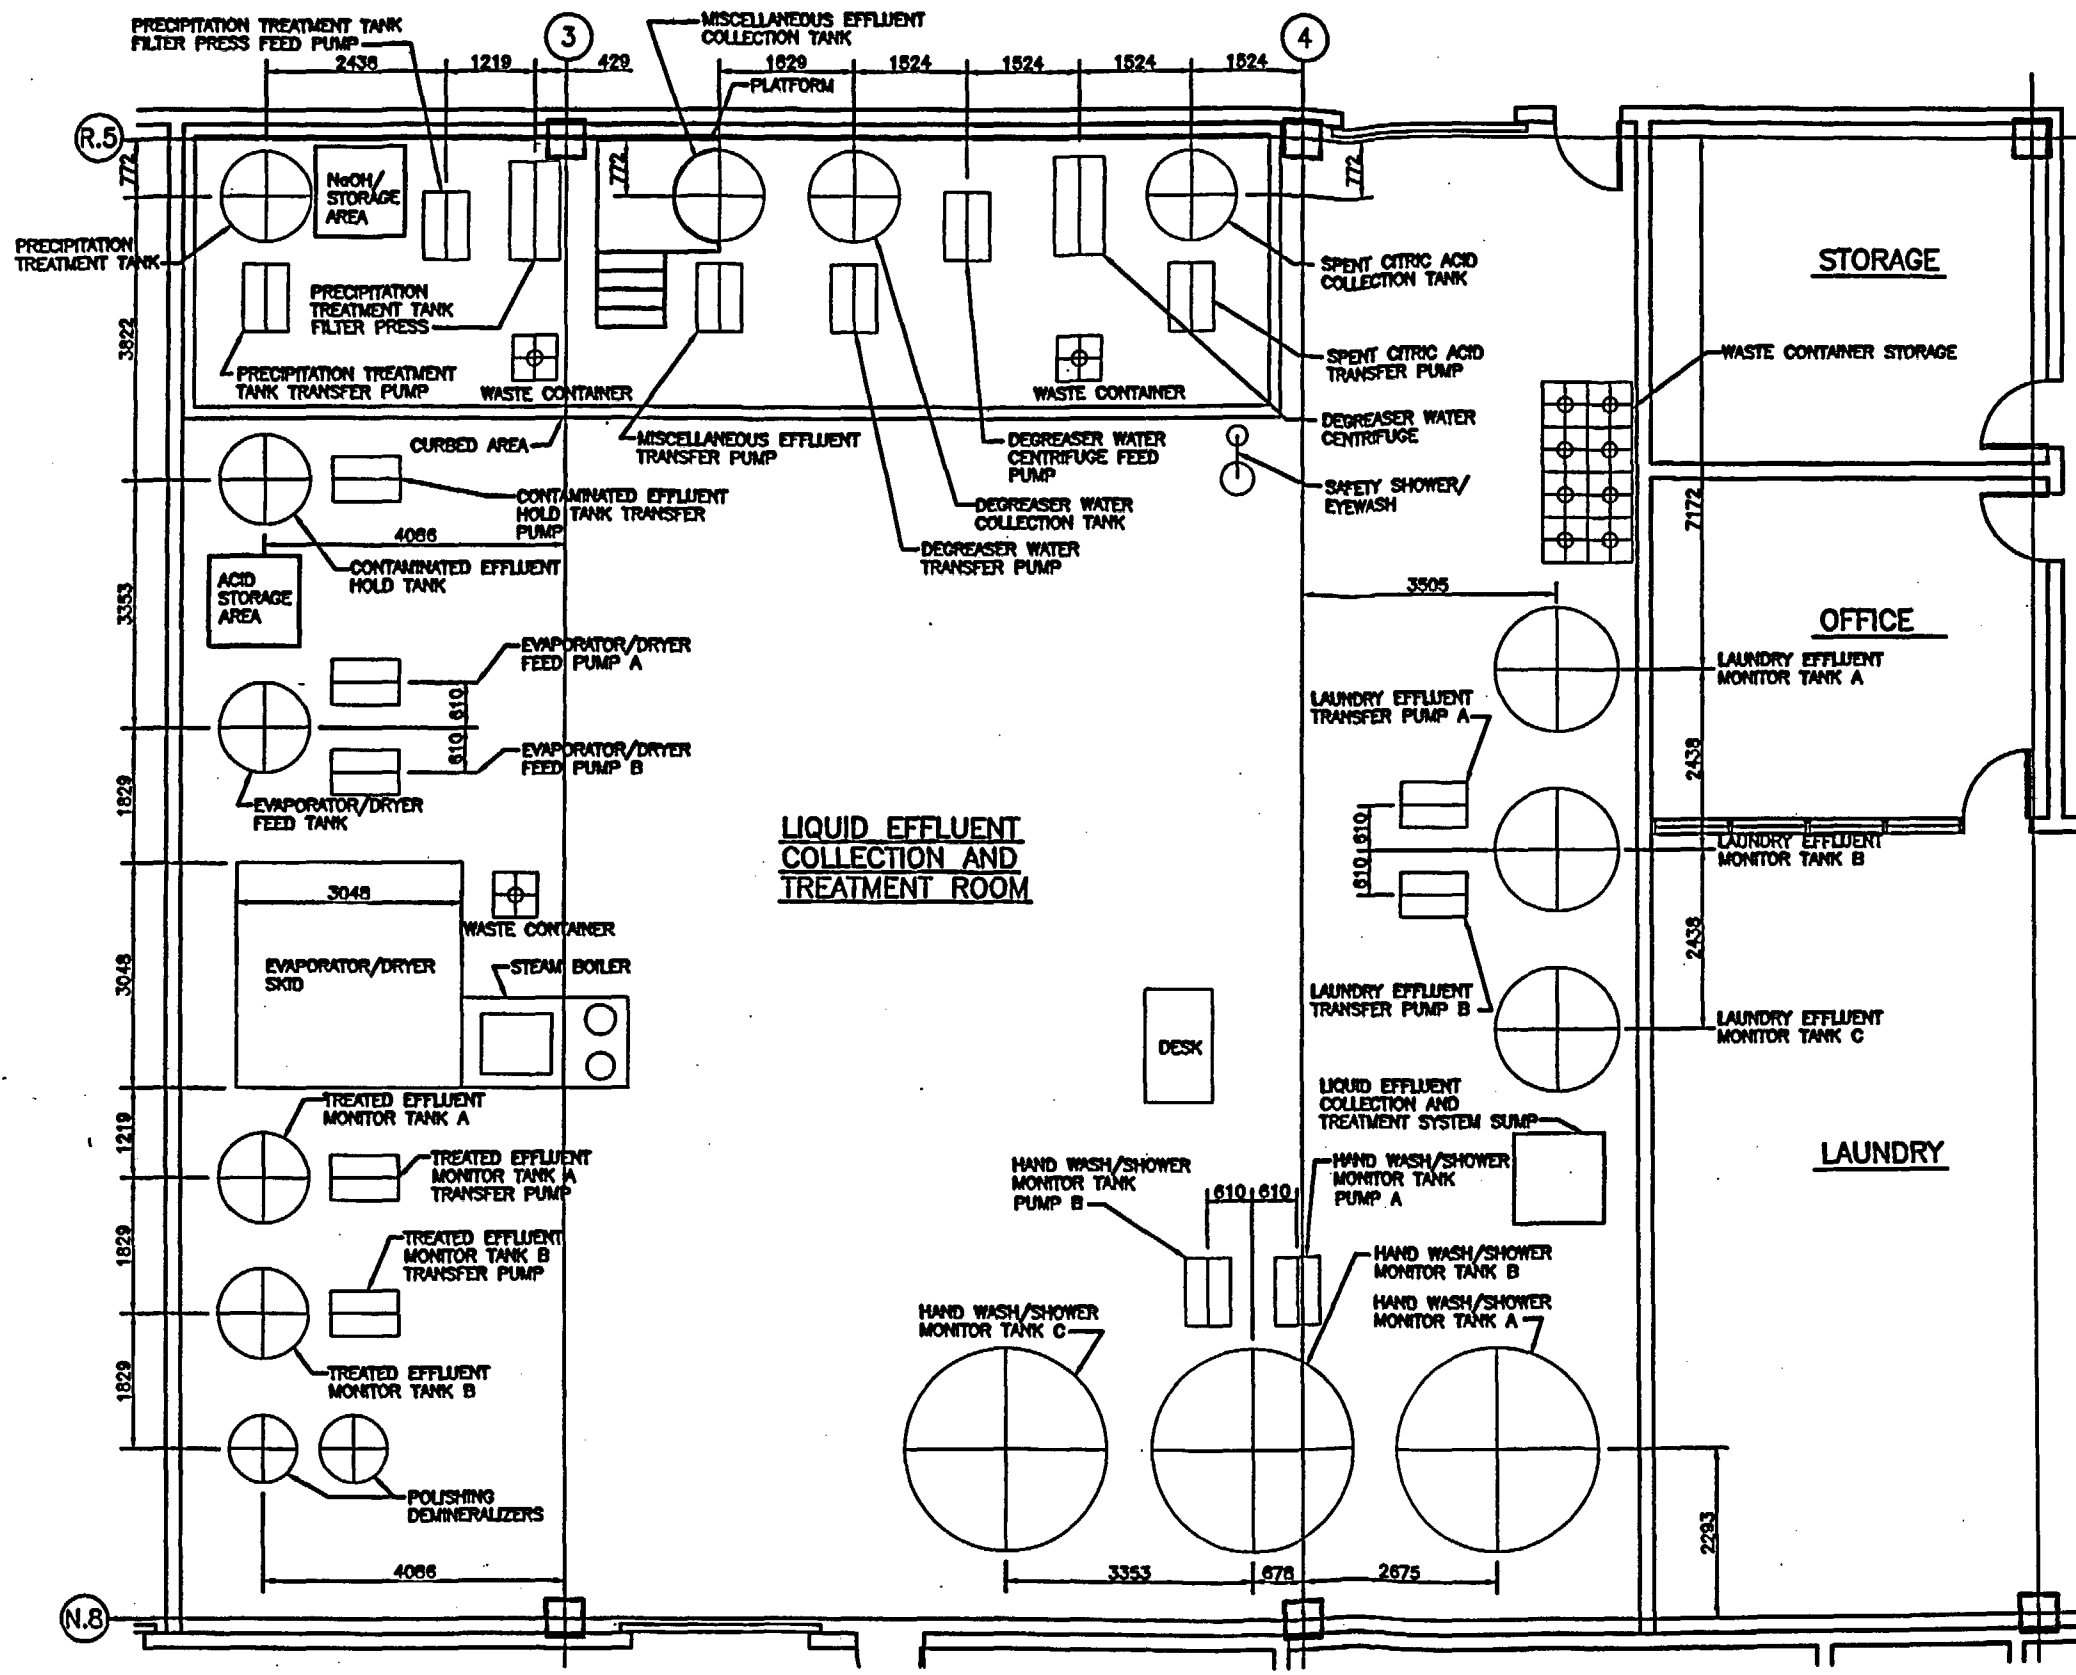 PRECIPITATION TREATMENT TANK
FILTER PRESS FEED PUMP
3
MISCELLANEOUS EFFLUENT
COLLECTION TANK
4
2438
1219
429
1829
1524
1524
1524
1524
PLATFORM
R.5
772
NaOH/
STORAGE
AREA
772
772
PRECIPITATION
TREATMENT TANK
STORAGE
SPENT CITRIC ACID
COLLECTION TANK
PRECIPITATION
TREATMENT TANK
FILTER PRESS
3822
SPENT CITRIC ACID
TRANSFER PUMP
WASTE CONTAINER STORAGE
PRECIPITATION TREATMENT
TANK TRANSFER PUMP
WASTE CONTAINER
WASTE CONTAINER
DEGREASER WATER
CENTRIFUGE
CURBED AREA
MISCELLANEOUS EFFLUENT
TRANSFER PUMP
DEGREASER WATER
CENTRIFUGE FEED
PUMP
SAFETY SHOWER/
EYEWASH
CONTAMINATED EFFLUENT
HOLD TANK TRANSFER
PUMP
DEGREASER WATER
COLLECTION TANK
7172
4066
DEGREASER WATER
TRANSFER PUMP
CONTAMINATED EFFLUENT
HOLD TANK
ACID
STORAGE
AREA
3353
3505
OFFICE
EVAPORATOR/DRYER
FEED PUMP A
LAUNDRY EFFLUENT
MONITOR TANK A
610
610
LAUNDRY EFFLUENT
TRANSFER PUMP A
EVAPORATOR/DRYER
FEED PUMP B
2438
1829
EVAPORATOR/DRYER
FEED TANK
LIQUID EFFLUENT
COLLECTION AND
TREATMENT ROOM
610
610
LAUNDRY EFFLUENT
MONITOR TANK B
3048
WASTE CONTAINER
2438
3048
EVAPORATOR/DRYER
SKID
STEAM BOILER
LAUNDRY EFFLUENT
TRANSFER PUMP B
LAUNDRY EFFLUENT
MONITOR TANK C
DESK
LIQUID EFFLUENT
COLLECTION AND
TREATMENT SYSTEM SUMP
TREATED EFFLUENT
MONITOR TANK A
1219
LAUNDRY
TREATED EFFLUENT
MONITOR TANK A
TRANSFER PUMP
HAND WASH/SHOWER
MONITOR TANK
PUMP B
610
610
HAND WASH/SHOWER
MONITOR TANK
PUMP A
1829
TREATED EFFLUENT
MONITOR TANK B
TRANSFER PUMP
HAND WASH/SHOWER
MONITOR TANK B
HAND WASH/SHOWER
MONITOR TANK C
HAND WASH/SHOWER
MONITOR TANK A
1829
TREATED EFFLUENT
MONITOR TANK B
POLISHING
DEMINERALIZERS
2293
4066
3353
678
2675
N.8